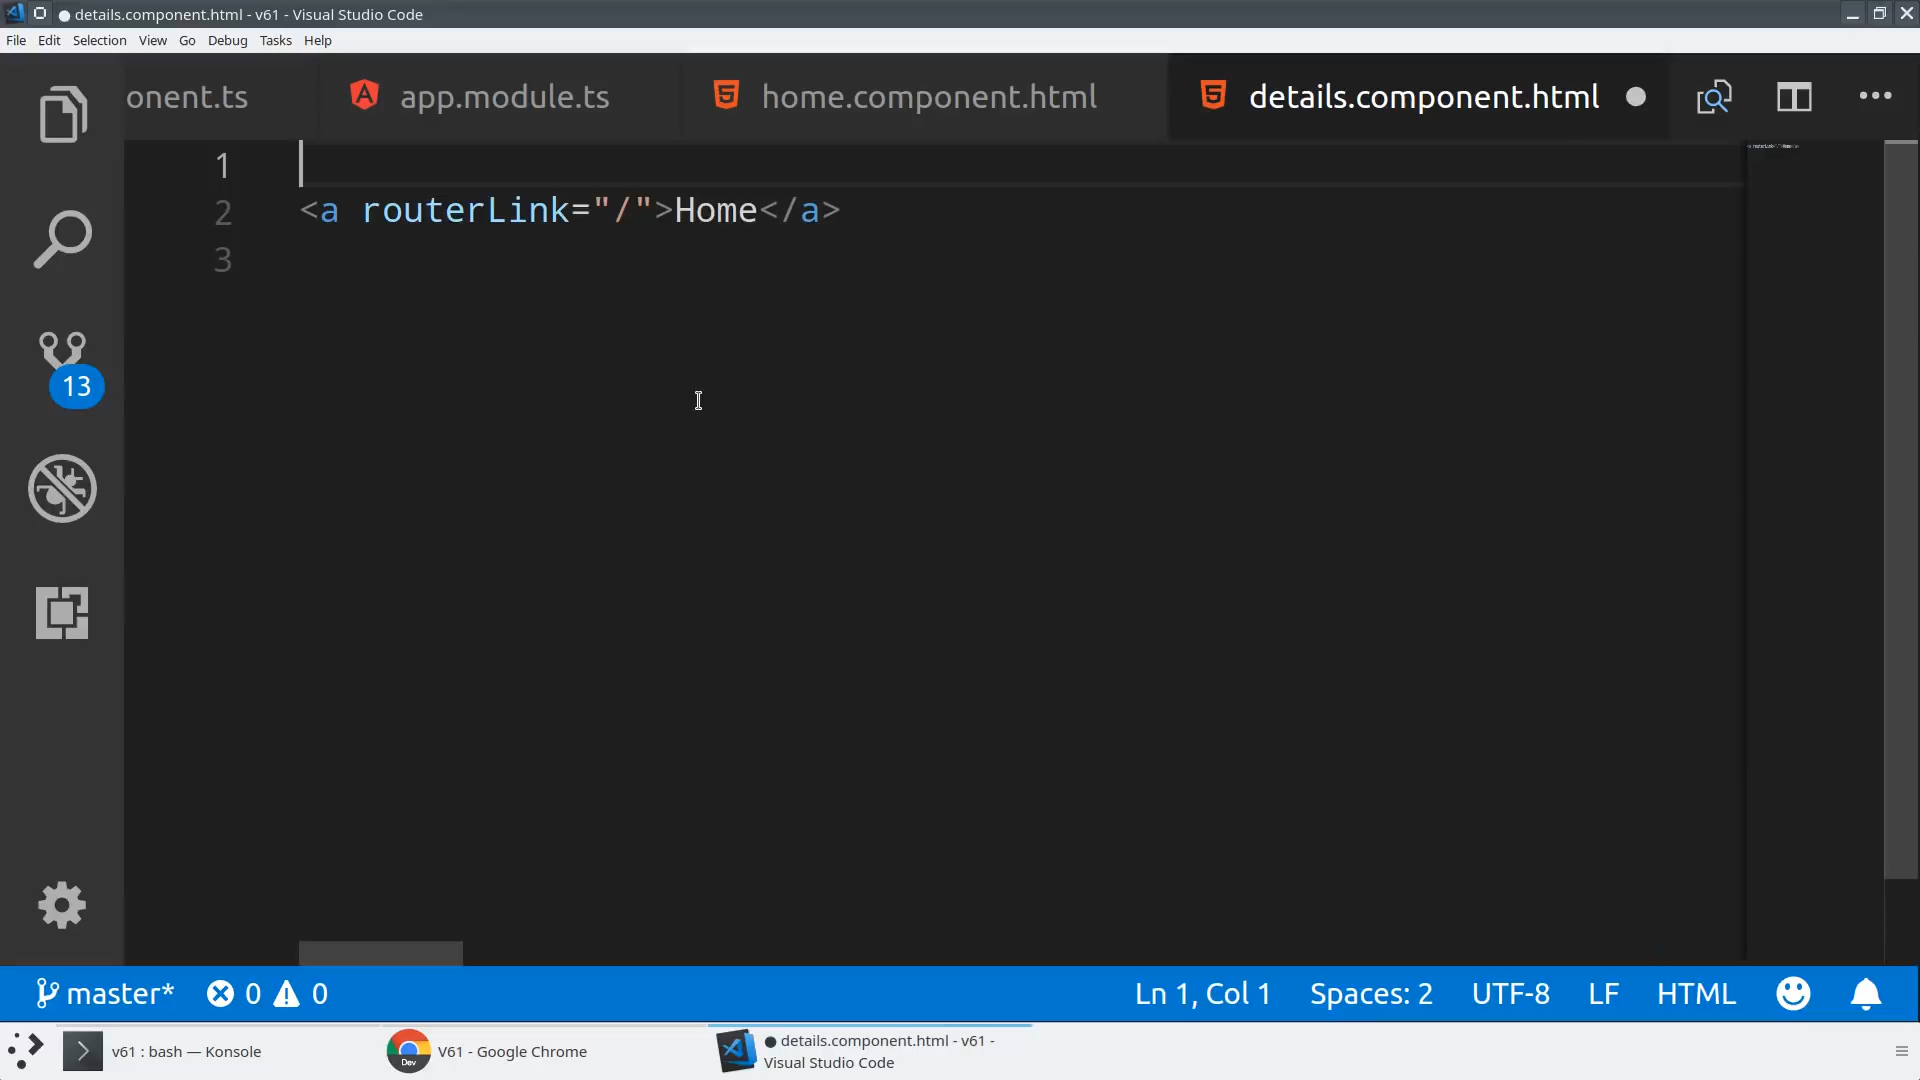 details.component.html - v61 - Visual Studio Code
File Edit Selection View Go Debug Tasks Help
onent.ts app.module.ts home.component.html details.component.html
1
2 <a routerLink="/">Home</a>
3
13
master* 0 0 Ln 1, Col 1 Spaces: 2 UTF-8 LF HTML
v61 : bash — Konsole
Dev
V61 - Google Chrome
details.component.html - v61 -
Visual Studio Code